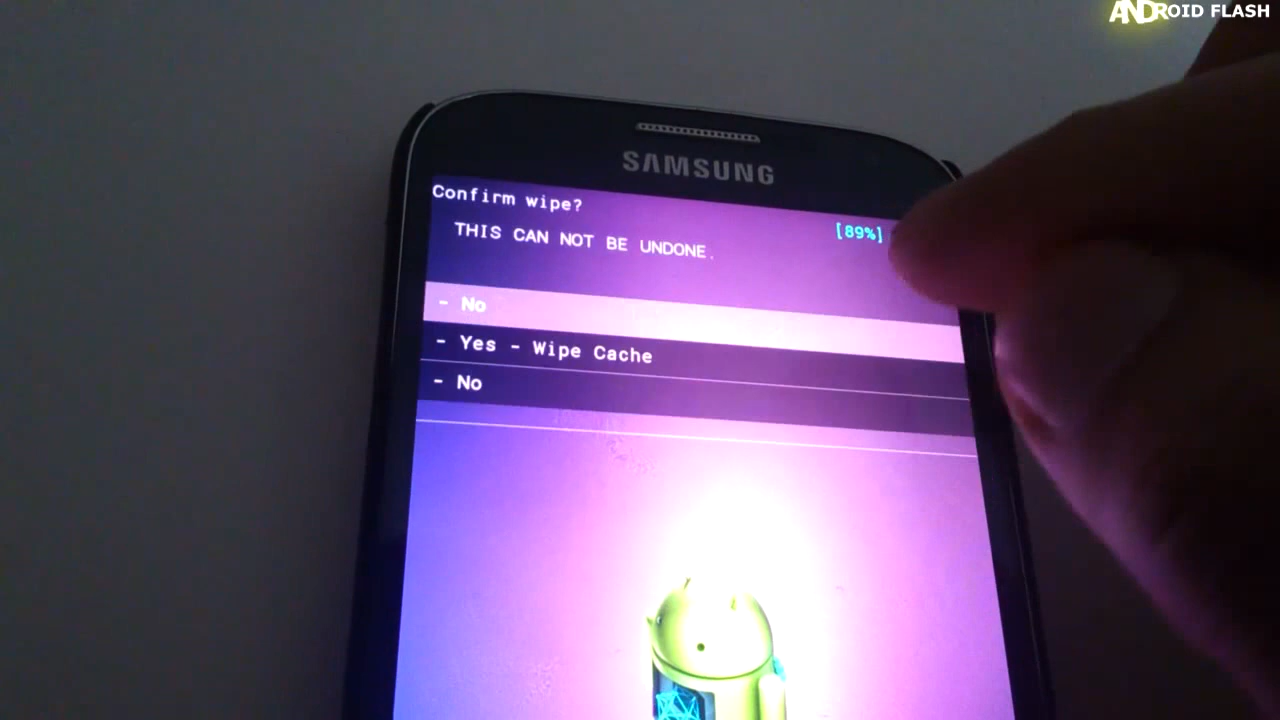 ANDROID FLASH
SAMSUNG
Confirm wipe?
[89%]
THIS CAN NOT BE UNDONE.
- No
- Yes - Wipe Cache
- No